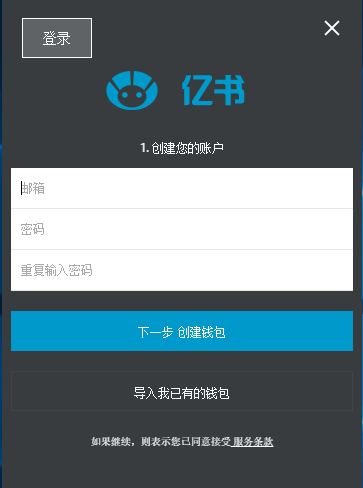 登录
亿书
1. 创建您的账户
邮箱
密码
重复输入密码
下一步 创建钱包
导入我已有的钱包
如果继续，则表示您已同意接受 服务条款